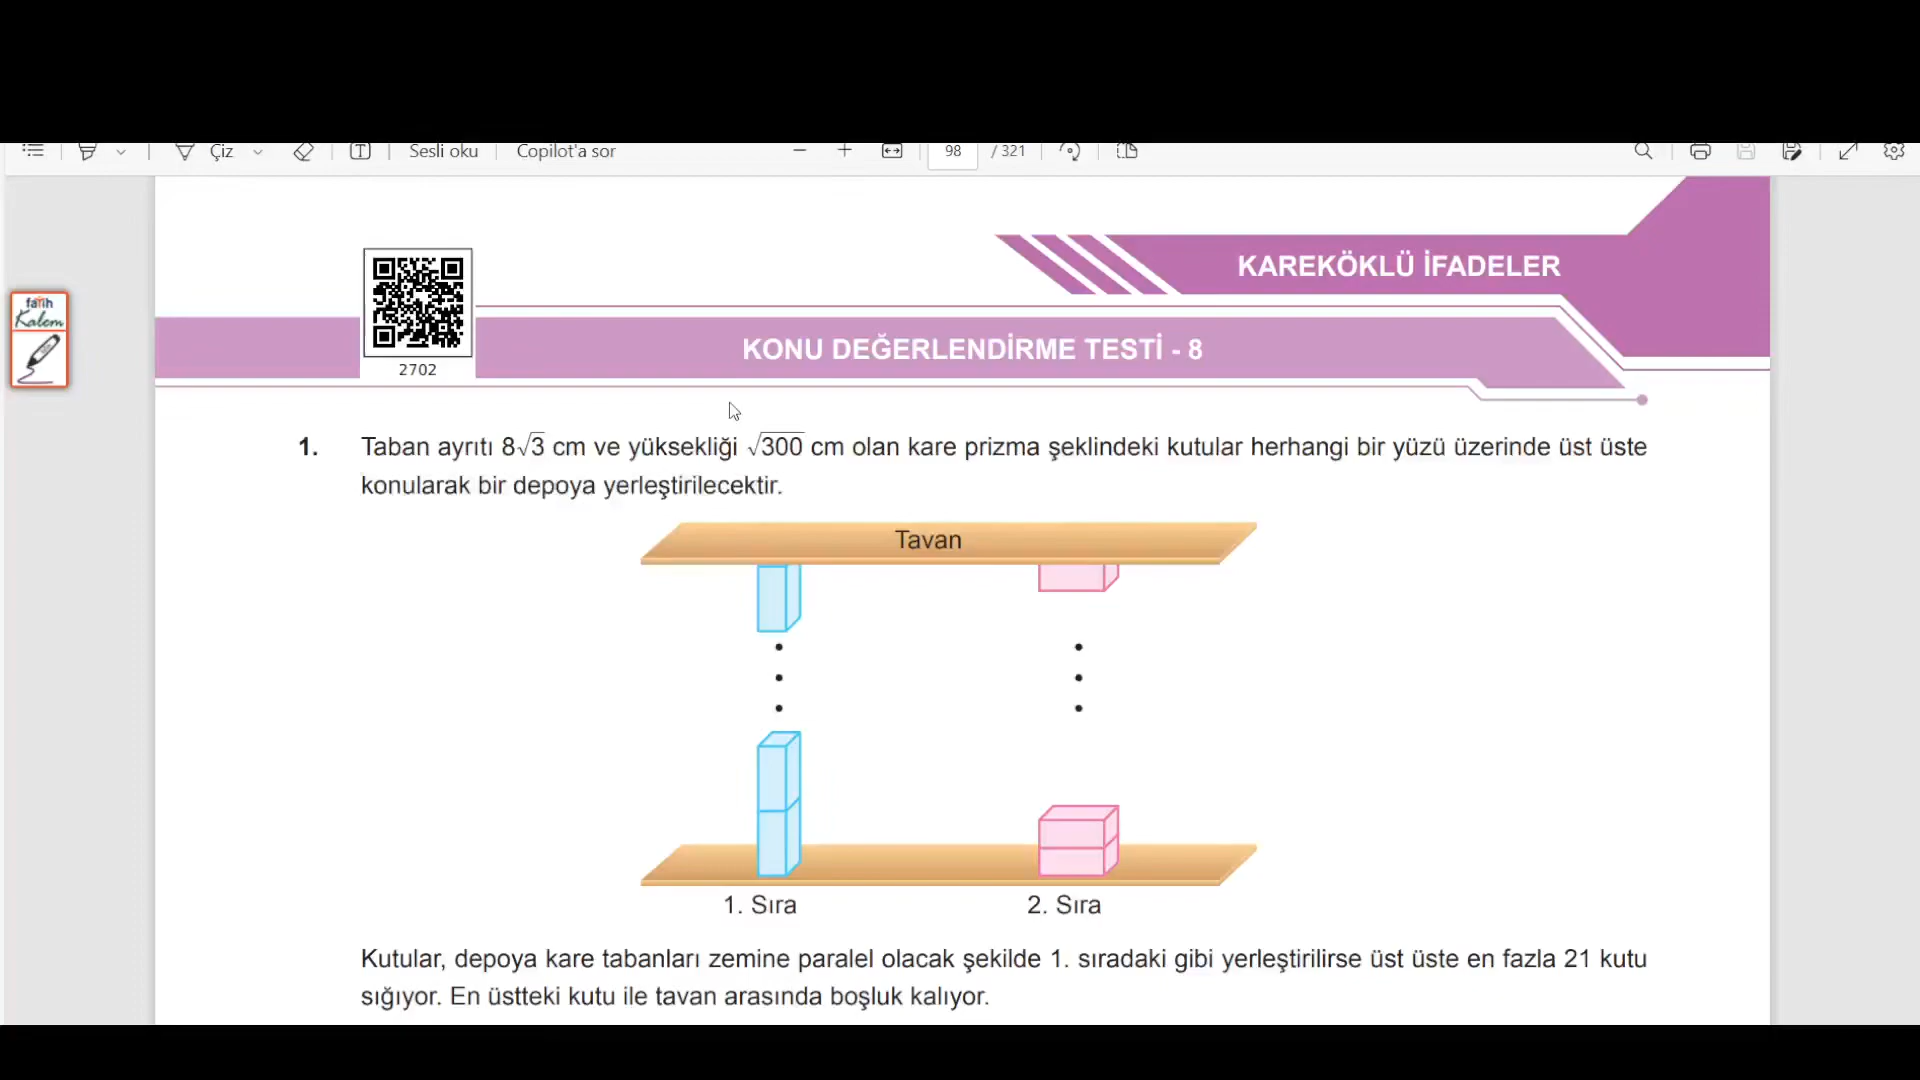 Çiz
Sesli oku
Copilot'a sor
98 / 321
fatih
Kalem
KAREKÖKLÜ İFADELER
KONU DEĞERLENDİRME TESTİ - 8
2702
1. Taban ayrıtı 8√3 cm ve yüksekliği √300 cm olan kare prizma şeklindeki kutular herhangi bir yüzü üzerinde üst üste
konularak bir depoya yerleştirilecektir.
Tavan
1. Sıra 2. Sıra
Kutular, depoya kare tabanları zemine paralel olacak şekilde 1. sıradaki gibi yerleştirilirse üst üste en fazla 21 kutu
sığıyor. En üstteki kutu ile tavan arasında boşluk kalıyor.